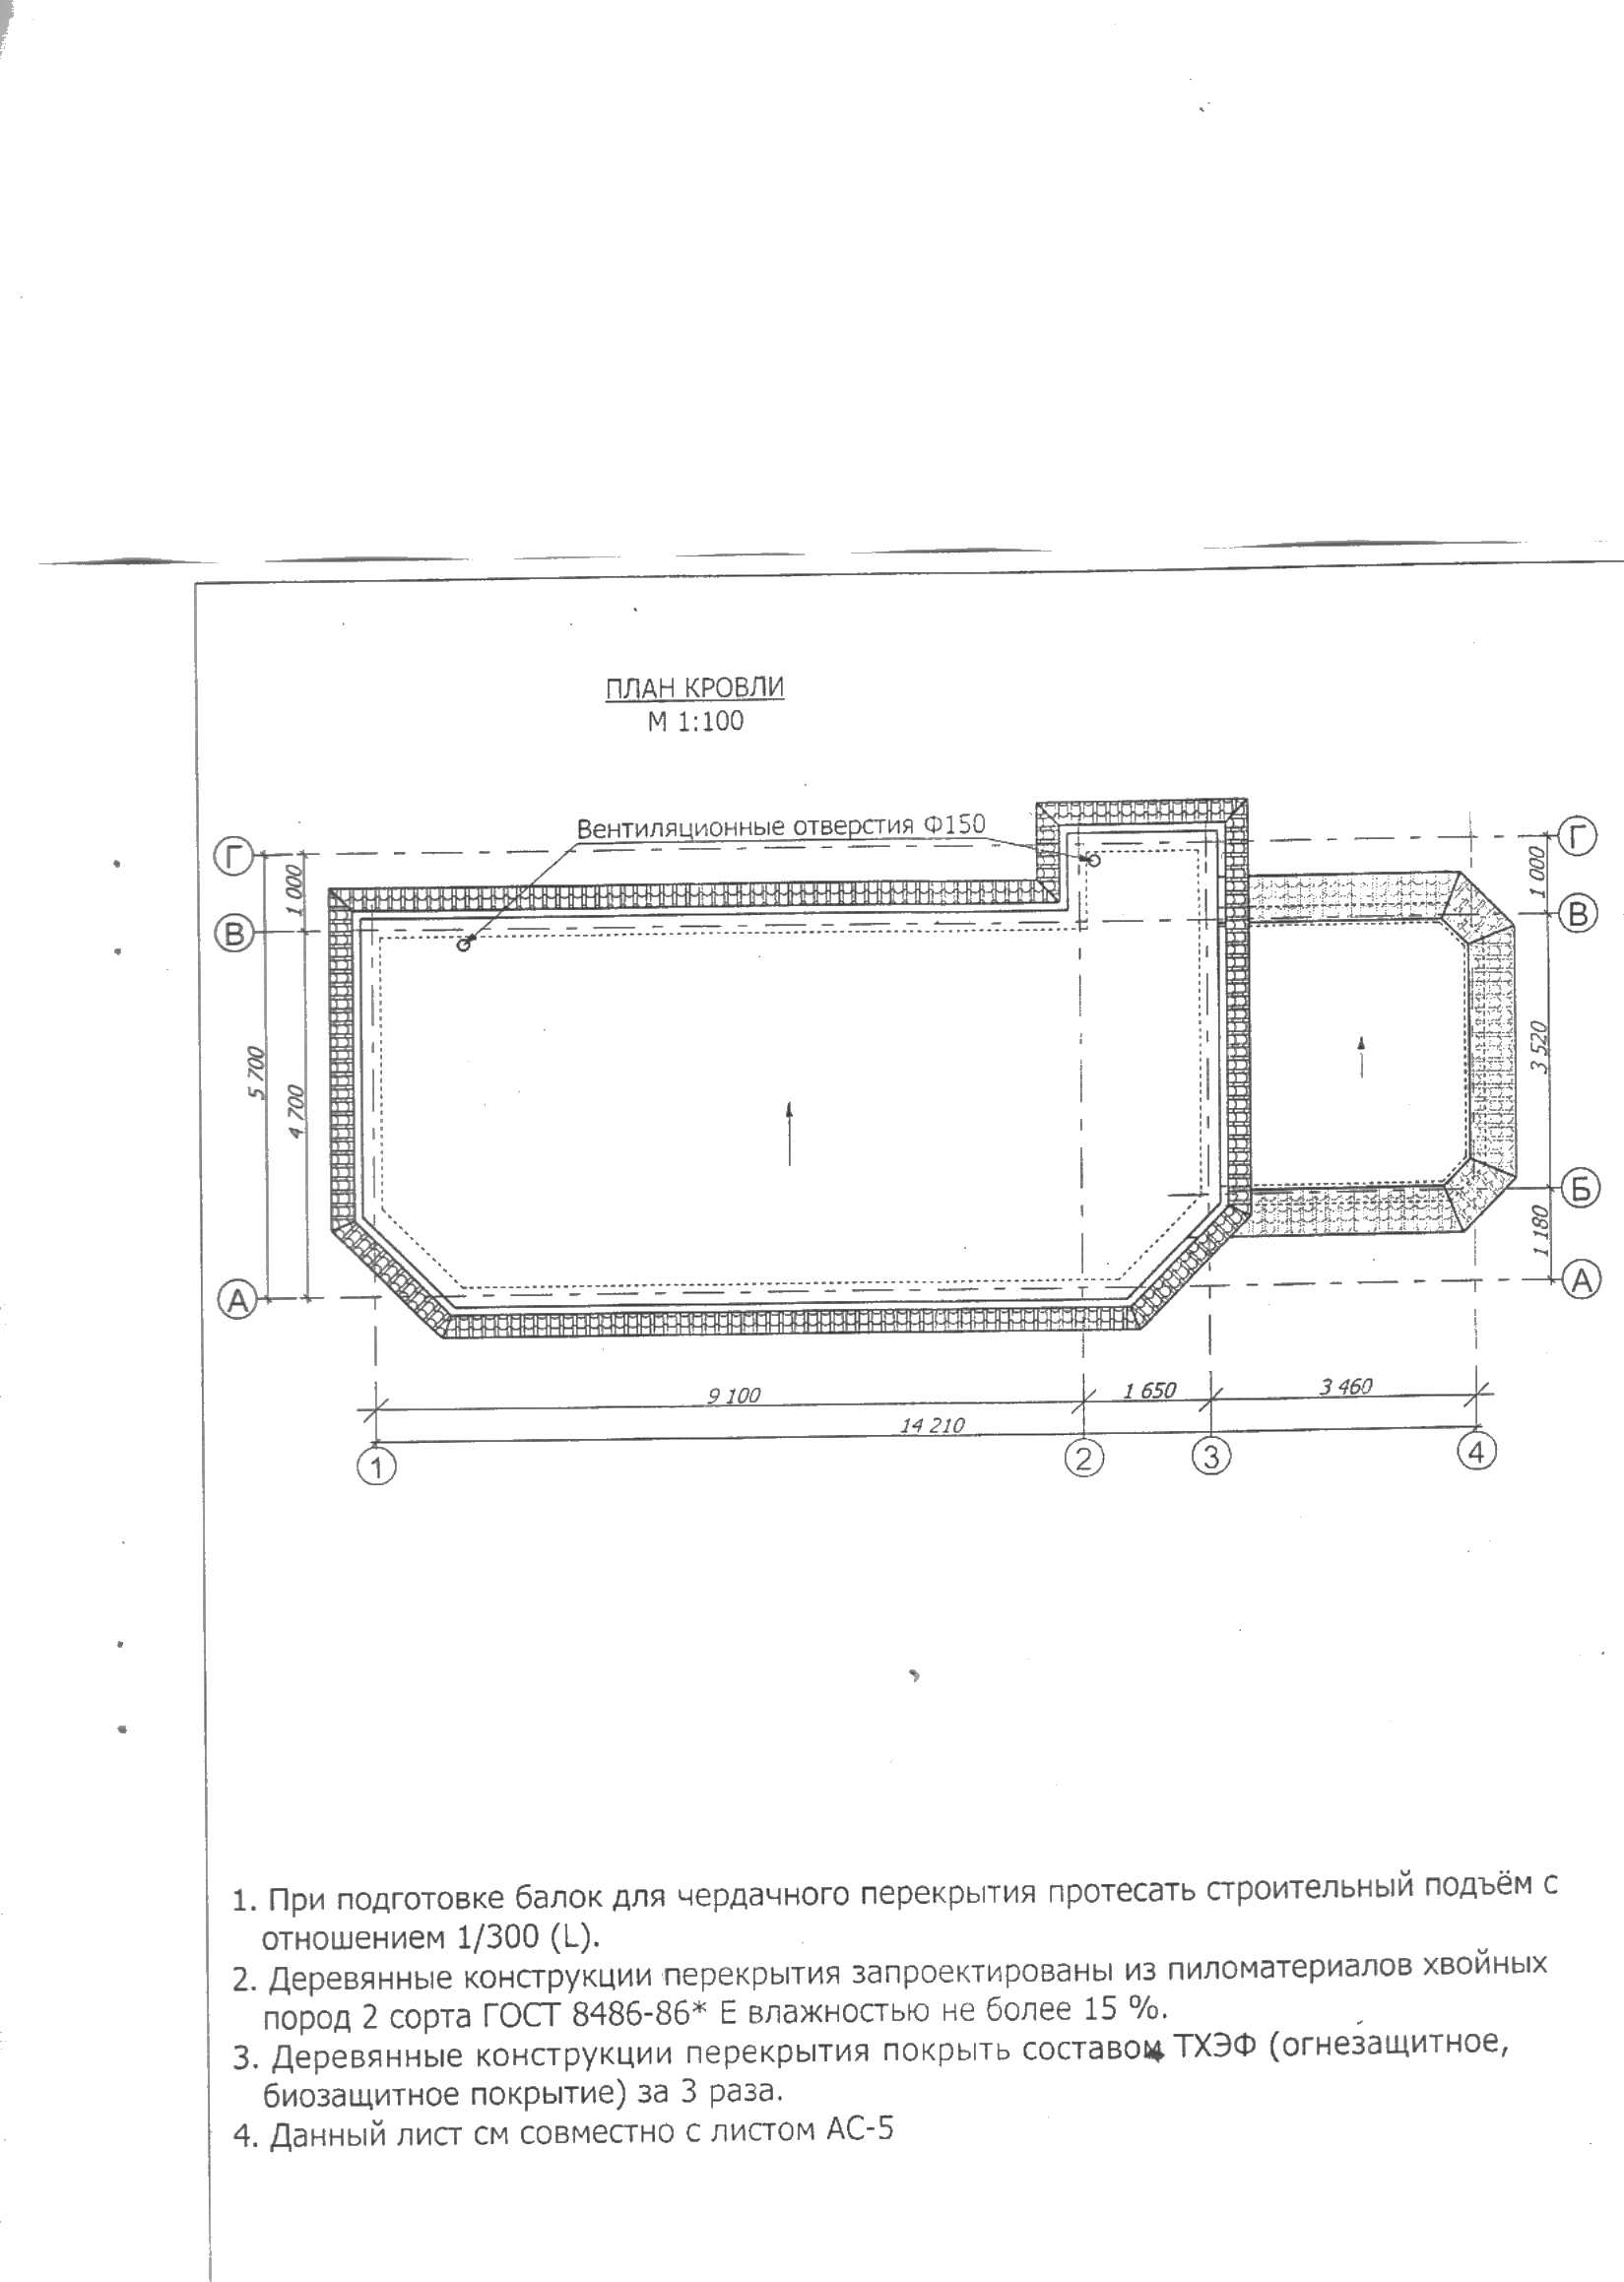 ПЛАН КРОВЛИ
М 1:100
Вентиляционные отверстия Ф150
Г
Г
1 000
1 000
В
В
5 700
4 700
3 520
Б
1 180
А
А
9 100
1 650
3 460
14 210
1
2
3
4
1. При подготовке балок для чердачного перекрытия протесать строительный подъём с
отношением 1/300 (L).
2. Деревянные конструкции перекрытия запроектированы из пиломатериалов хвойных
пород 2 сорта ГОСТ 8486-86* Е влажностью не более 15 %.
3. Деревянные конструкции перекрытия покрыть составом ТХЭФ (огнезащитное,
биозащитное покрытие) за 3 раза.
4. Данный лист см совместно с листом АС-5